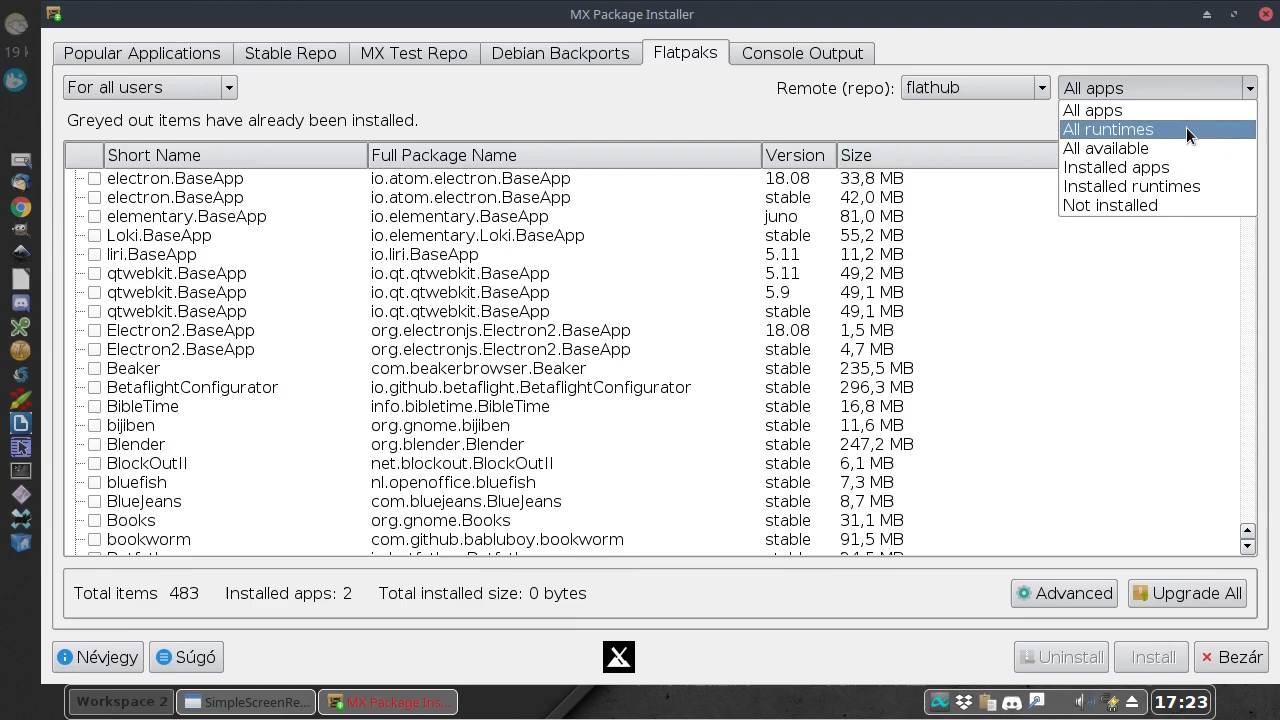 MX Package Installer
Popular Applications Stable Repo MX Test Repo Debian Backports Flatpaks Console Output
For all users Remote (repo): flathub All apps
Greyed out items have already been installed.
All apps
All runtimes
All available
Installed apps
Installed runtimes
Not installed
Short Name Full Package Name Version Size
electron.BaseApp io.atom.electron.BaseApp 18.08 33,8 MB
electron.BaseApp io.atom.electron.BaseApp stable 42,0 MB
elementary.BaseApp io.elementary.BaseApp juno 81,0 MB
Loki.BaseApp io.elementary.Loki.BaseApp stable 55,2 MB
liri.BaseApp io.liri.BaseApp 5.11 11,2 MB
qtwebkit.BaseApp io.qt.qtwebkit.BaseApp 5.11 49,2 MB
qtwebkit.BaseApp io.qt.qtwebkit.BaseApp 5.9 49,1 MB
qtwebkit.BaseApp io.qt.qtwebkit.BaseApp stable 49,1 MB
Electron2.BaseApp org.electronjs.Electron2.BaseApp 18.08 1,5 MB
Electron2.BaseApp org.electronjs.Electron2.BaseApp stable 4,7 MB
Beaker com.beakerbrowser.Beaker stable 235,5 MB
BetaflightConfigurator io.github.betaflight.BetaflightConfigurator stable 296,3 MB
BibleTime info.bibletime.BibleTime stable 16,8 MB
bijiben org.gnome.bijiben stable 11,6 MB
Blender org.blender.Blender stable 247,2 MB
BlockOutII net.blockout.BlockOutII stable 6,1 MB
bluefish nl.openoffice.bluefish stable 7,3 MB
BlueJeans com.bluejeans.BlueJeans stable 8,7 MB
Books org.gnome.Books stable 31,1 MB
bookworm com.github.babluboy.bookworm stable 91,5 MB
Total items 483 Installed apps: 2 Total installed size: 0 bytes Advanced Upgrade All
Névjegy Súgó Uninstall Install Bezár
Workspace 2 SimpleScreenRe... MX Package Ins... 17:23